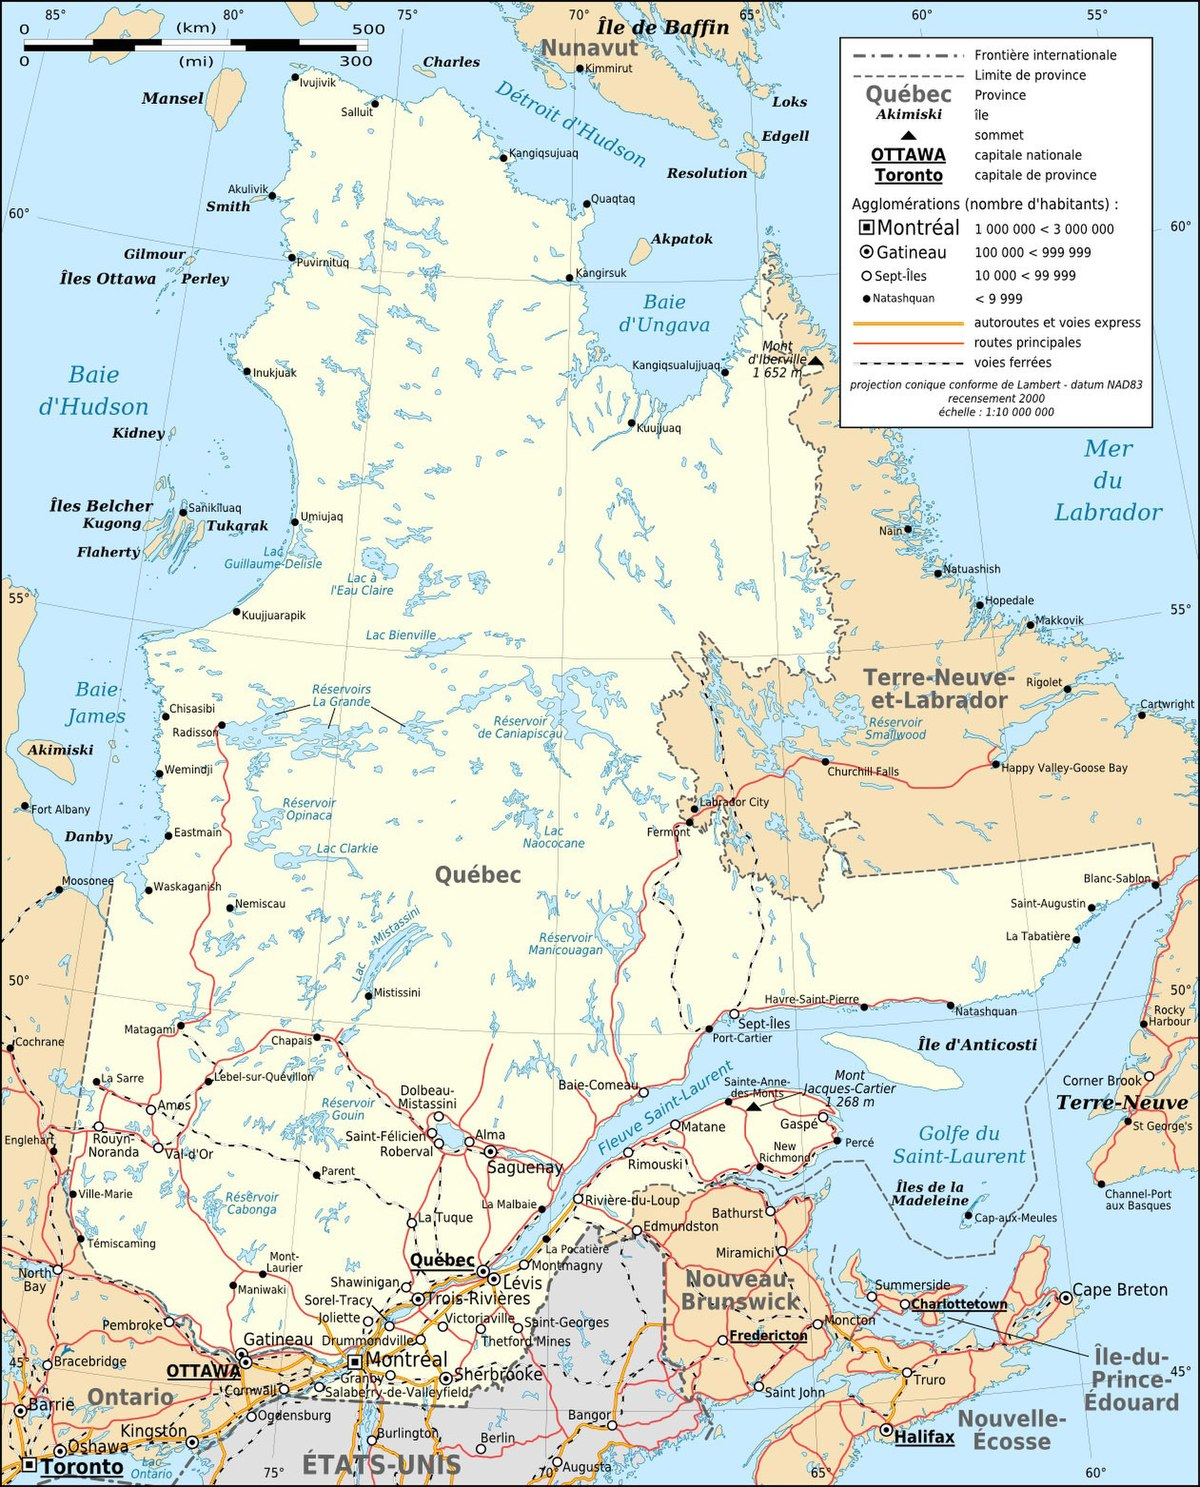 85°
80°
75°
70°
65°
60°
55°
0
(km)
500
0
(mi)
300
Île de Baffin
Nunavut
Kimmirut
Charles
Ivujivik
Mansel
Salluit
Détroit d'Hudson
Loks
Edgell
Resolution
Kangiqsujuaq
Akulivik
Smith
Quaqtaq
60°
60°
Akpatok
Gilmour
Îles Ottawa
Perley
Puvirnituq
Kangirsuk
Baie
d'Ungava
Frontière internationale
Limite de province
Québec
Province
Akimiski
île
sommet
OTTAWA
capitale nationale
Toronto
capitale de province
Agglomérations (nombre d'habitants) :
Montréal
1 000 000 < 3 000 000
Gatineau
100 000 < 999 999
Sept-Îles
10 000 < 99 999
Natashquan
< 9 999
autoroutes et voies express
routes principales
voies ferrées
projection conique conforme de Lambert - datum NAD83
recensement 2000
échelle : 1:10 000 000
Mont
d'Iberville
1 652 m
Kangiqsualujjuaq
Inukjuak
Baie
d'Hudson
Kidney
Kuujjuaq
Mer
du
Labrador
Îles Belcher
Sanikiluaq
Kugong
Tukarak
Flaherty
Umiujaq
Lac
Guillaume-Delisle
Lac à
l'Eau Claire
Nain
Natuashish
Hopedale
Makkovik
55°
55°
Kuujjuarapik
Lac Bienville
Baie
James
Chisasibi
Radisson
Réservoirs
La Grande
Réservoir
de Caniapiscau
Terre-Neuve-
et-Labrador
Réservoir
Smallwood
Rigolet
Cartwright
Akimiski
Wemindji
Churchill Falls
Happy Valley-Goose Bay
Fort Albany
Danby
Eastmain
Réservoir
Opinaca
Lac Clarkie
Lac
Naococane
Labrador City
Fermont
Moosonee
Waskaganish
Nemiscau
Québec
Blanc-Sablon
Saint-Augustin
La Tabatière
Lac Mistassini
Réservoir
Manicouagan
50°
50°
Mistissini
Matagami
Chapais
Havre-Saint-Pierre
Natashquan
Sept-Îles
Port-Cartier
Rocky
Harbour
Cochrane
La Sarre
Lebel-sur-Quévillon
Amos
Dolbeau-
Mistassini
Réservoir
Gouin
Baie-Comeau
Fleuve Saint-Laurent
Sainte-Anne-
des-Monts
Mont
Jacques-Cartier
1 268 m
Île d'Anticosti
Corner Brook
Terre-Neuve
St George's
Englehart
Rouyn-
Noranda
Val-d'Or
Saint-Félicien
Roberval
Alma
Saguenay
Matane
Gaspé
Percé
New
Richmond
Rimouski
Golfe du
Saint-Laurent
Parent
Ville-Marie
Réservoir
Cabonga
Témiscaming
La Tuque
La Malbaie
Rivière-du-Loup
Edmundston
Bathurst
Îles de la
Madeleine
Cap-aux-Meules
Channel-Port
aux Basques
La Pocatière
Montmagny
Miramichi
North
Bay
Mont-
Laurier
Maniwaki
Québec
Lévis
Shawinigan
Trois-Rivières
Sorel-Tracy
Joliette
Drummondville
Victoriaville
Saint-Georges
Thetford Mines
Nouveau-
Brunswick
Summerside
Charlottetown
Cape Breton
Pembroke
Gatineau
OTTAWA
Montréal
Granby
Sherbrooke
Salaberry-de-Valleyfield
Cornwall
Fredericton
Moncton
Île-du-
Prince-
Édouard
45°
45°
Bracebridge
Ontario
Barrie
Kingston
Oshawa
Toronto
Lac
Ontario
Ogdensburg
Burlington
Berlin
Bangor
Augusta
ÉTATS-UNIS
Saint John
Truro
Halifax
Nouvelle-
Écosse
75°
70°
65°
60°